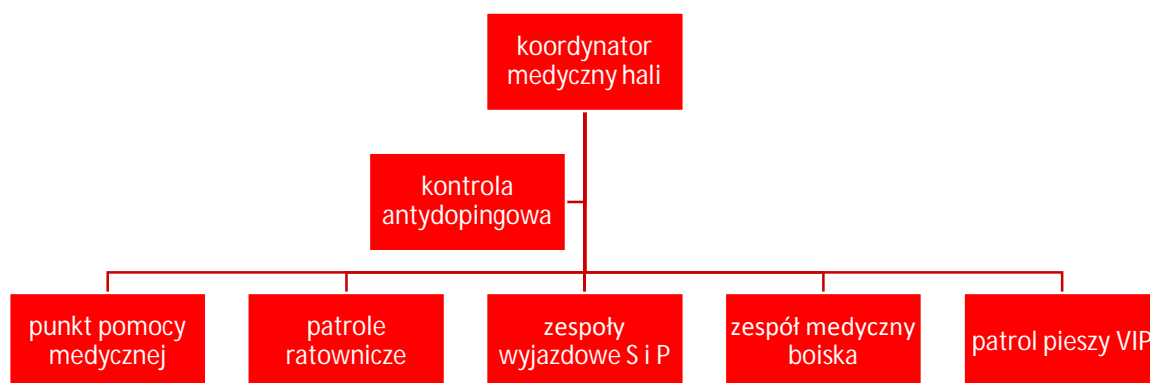 koordynator
medyczny hali
kontrola
antydopingowa
punkt pomocy
medycznej
patrole
ratownicze
zespoły
wyjazdowe S i P
zespół medyczny
boiska
patrol pieszy VIP